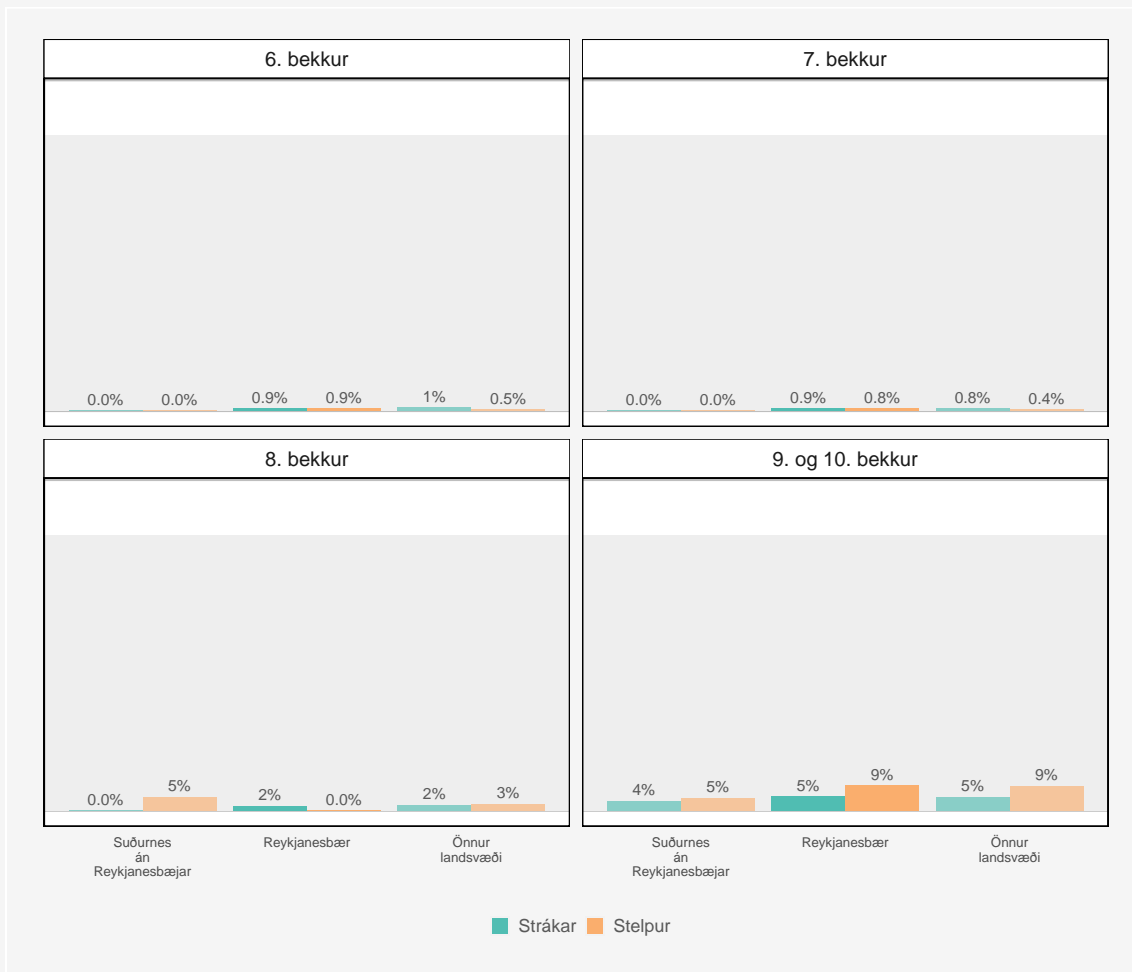 6. bekkur
7. bekkur
0.0% 0.0% 0.9% 0.9% 1% 0.5%
0.0% 0.0% 0.9% 0.8% 0.8% 0.4%
8. bekkur
9. og 10. bekkur
0.0% 5% 2% 0.0% 2% 3%
4% 5% 5% 9% 5% 9%
Suðurnes
án
Reykjanesbæjar
Reykjanesbær
Önnur
landsvæði
Suðurnes
án
Reykjanesbæjar
Reykjanesbær
Önnur
landsvæði
Strákar Stelpur